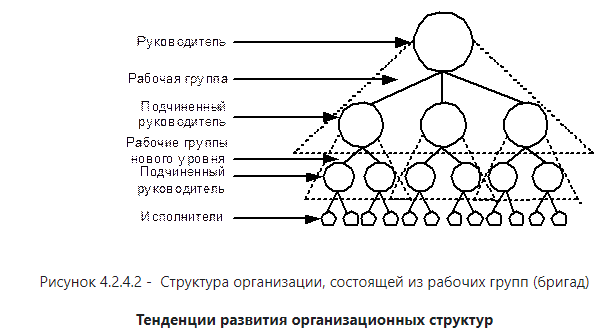 Руководитель
Рабочая группа
Подчиненный
руководитель
Рабочие группы
нового уровня
Подчиненный
руководитель
Исполнители
Рисунок 4.2.4.2 - Структура организации, состоящей из рабочих групп (бригад)
Тенденции развития организационных структур